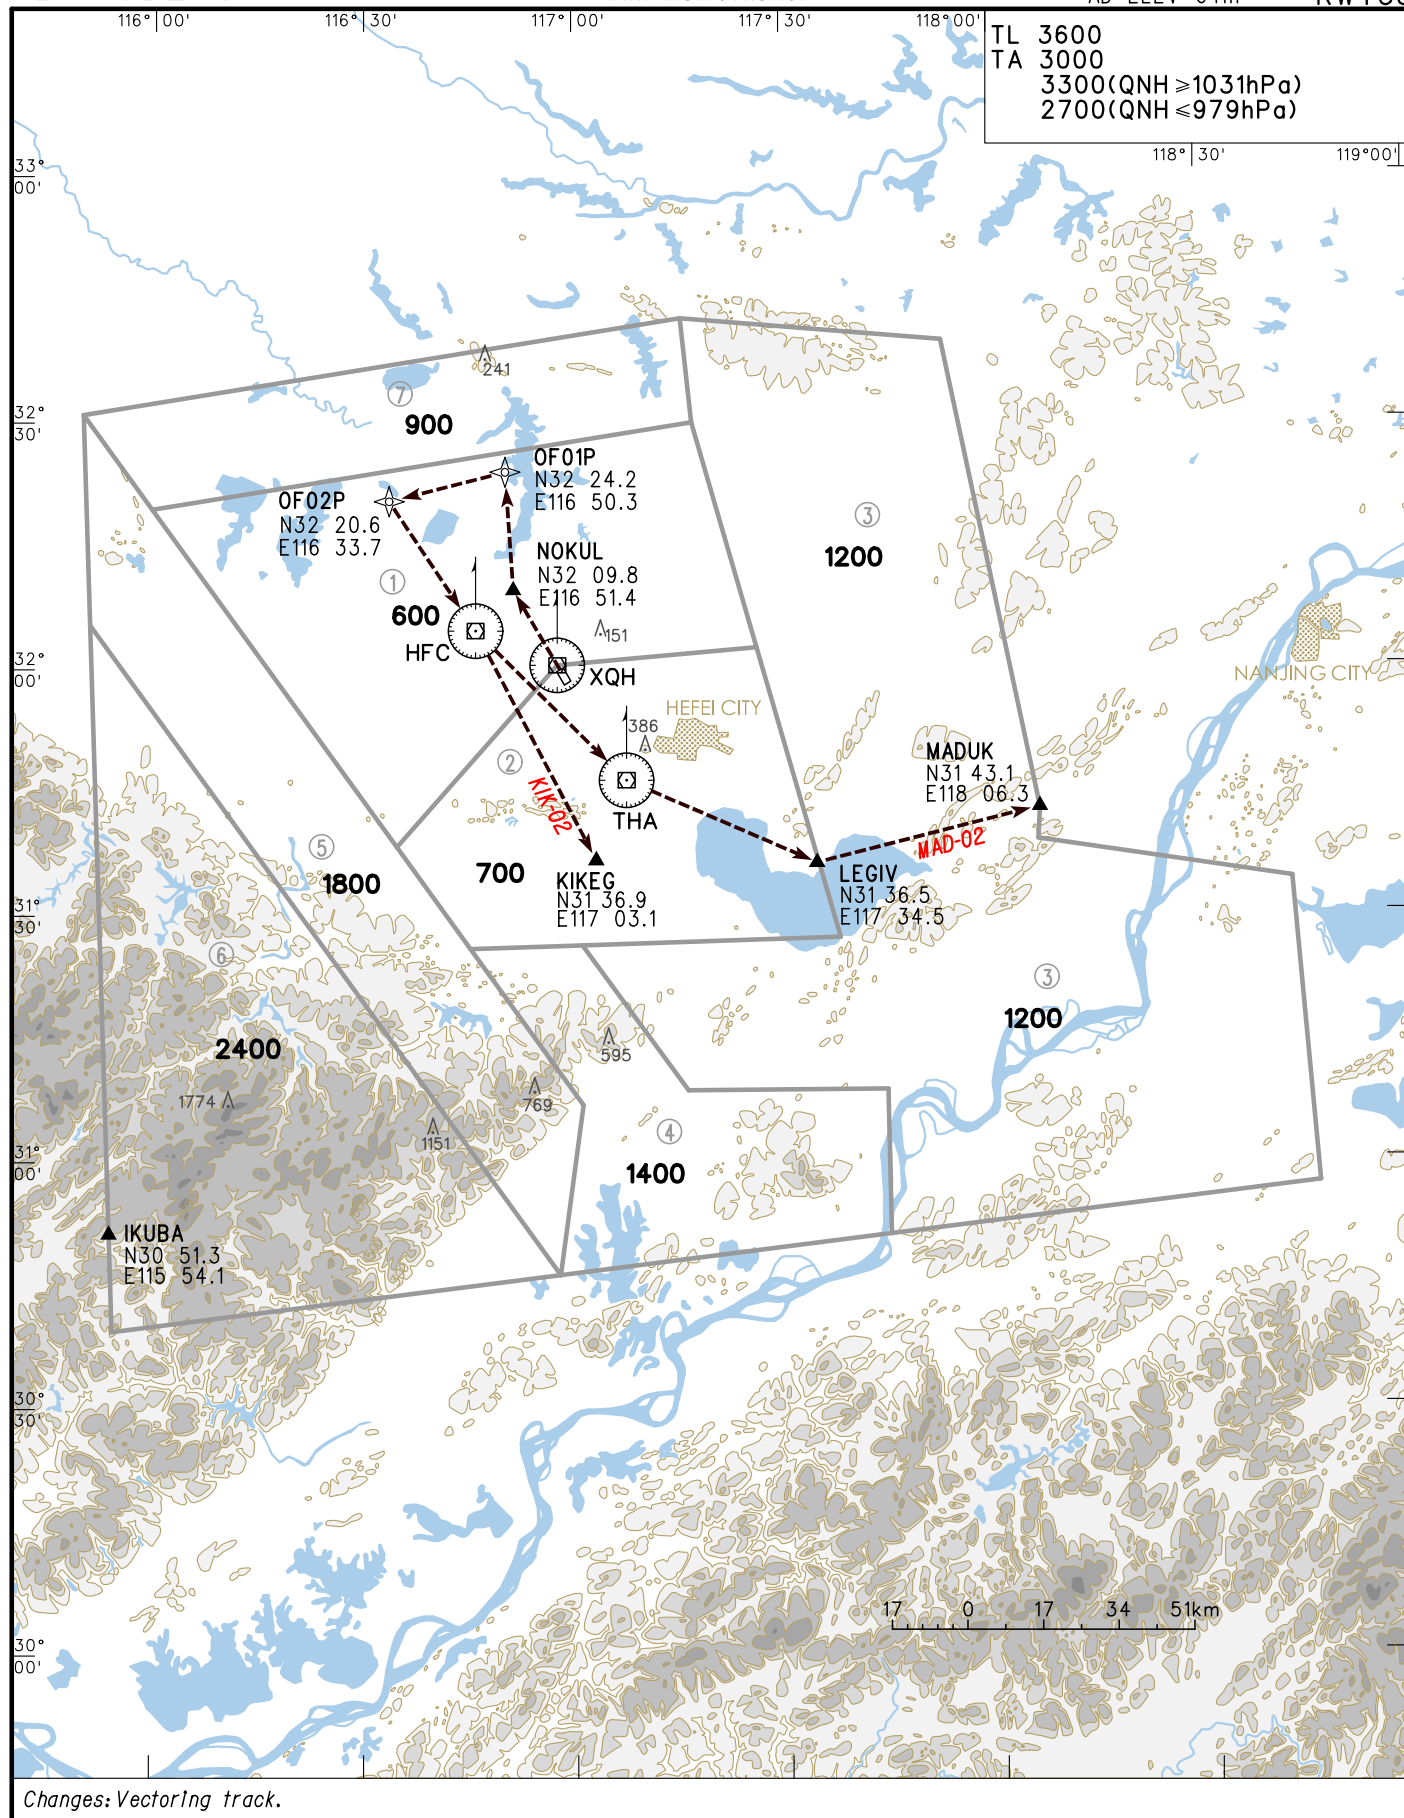 116° 00'
116° 30'
117° 00'
117° 30'
118° 00'
TL 3600
TA 3000
3300(QNH ≥1031hPa)
2700(QNH ≤979hPa)
118° 30'
119° 00'
33°
00'
241
⑦
900
32°
30'
OF01P
N32 24.2
E116 50.3
OF02P
N32 20.6
E116 33.7
③
1200
NOKUL
N32 09.8
E116 51.4
①
600
151
HFC
XQH
32°
00'
NANJING CITY
HEFEI CITY
386
②
KIK-02
MADUK
N31 43.1
E118 06.3
THA
MAD-02
⑤
1800
700
KIKEG
N31 36.9
E117 03.1
LEGIV
N31 36.5
E117 34.5
31°
30'
⑥
2400
③
1200
595
769
1774
1151
④
1400
31°
00'
IKUBA
N30 51.3
E115 54.1
30°
30'
17 0 17 34 51km
30°
00'
Changes: Vectoring track.